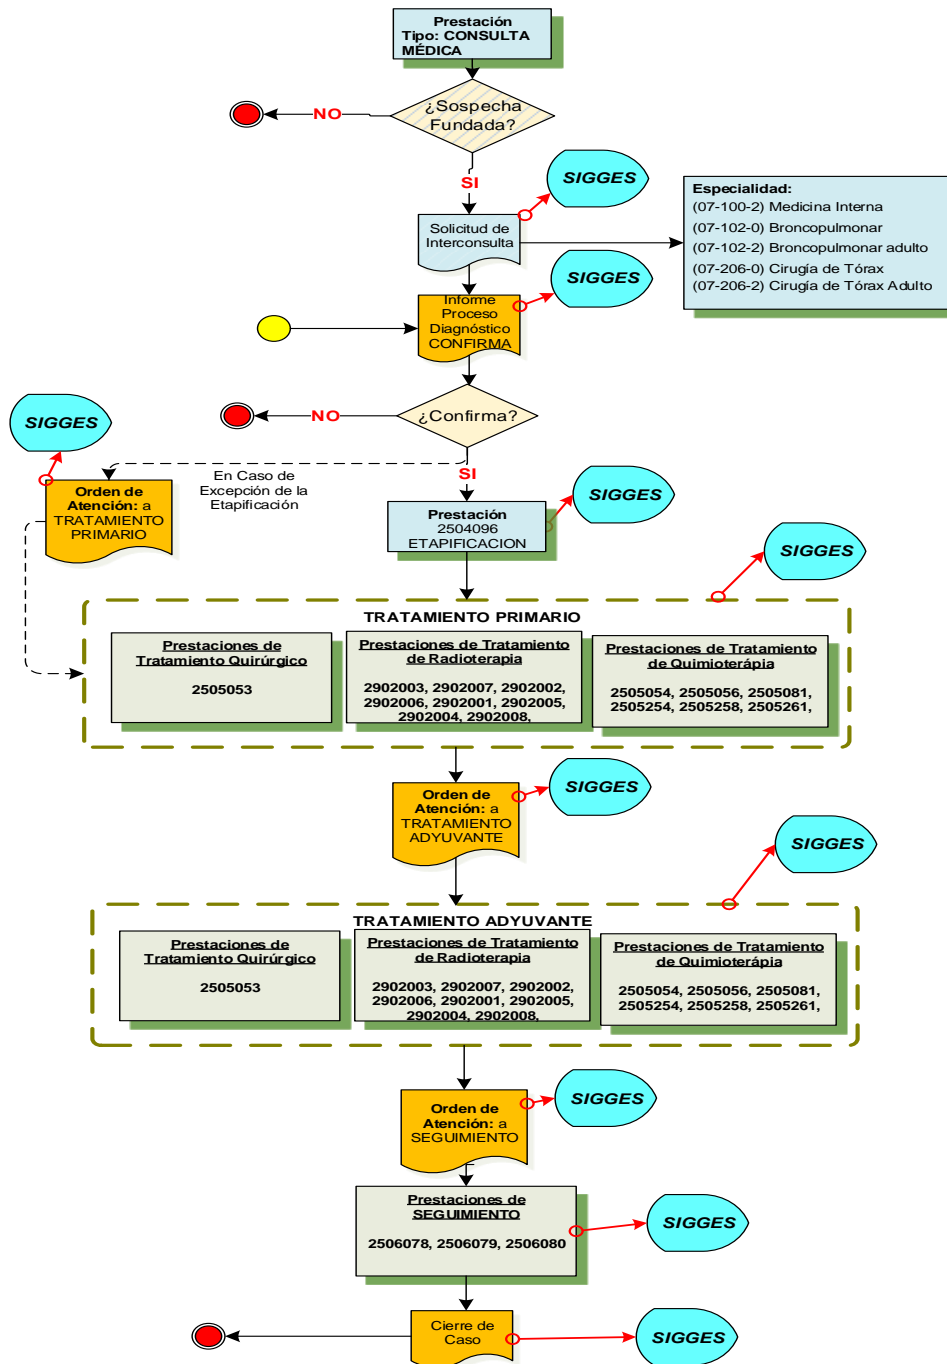 Prestación
Tipo: CONSULTA
MÉDICA
¿Sospecha
Fundada?
NO
SI
SIGGES
Solicitud de
Interconsulta
Especialidad:
(07-100-2) Medicina Interna
(07-102-0) Broncopulmonar
(07-102-2) Broncopulmonar adulto
(07-206-0) Cirugía de Tórax
(07-206-2) Cirugía de Tórax Adulto
SIGGES
Informe
Proceso
Diagnóstico
CONFIRMA
¿Confirma?
NO
SI
SIGGES
En Caso de
Excepción de la
Etapificación
Orden de
Atención: a
TRATAMIENTO
PRIMARIO
Prestación
2504096
ETAPIFICACION
SIGGES
SIGGES
TRATAMIENTO PRIMARIO
Prestaciones de
Tratamiento Quirúrgico
2505053
Prestaciones de Tratamiento
de Radioterapia
2902003, 2902007, 2902002,
2902006, 2902001, 2902005,
2902004, 2902008,
Prestaciones de Tratamiento
de Quimioterápia
2505054, 2505056, 2505081,
2505254, 2505258, 2505261,
Orden de
Atención: a
TRATAMIENTO
ADYUVANTE
SIGGES
SIGGES
TRATAMIENTO ADYUVANTE
Prestaciones de
Tratamiento Quirúrgico
2505053
Prestaciones de Tratamiento
de Radioterapia
2902003, 2902007, 2902002,
2902006, 2902001, 2902005,
2902004, 2902008,
Prestaciones de Tratamiento
de Quimioterápia
2505054, 2505056, 2505081,
2505254, 2505258, 2505261,
Orden de
Atención: a
SEGUIMIENTO
SIGGES
Prestaciones de
SEGUIMIENTO
2506078, 2506079, 2506080
SIGGES
Cierre de
Caso
SIGGES